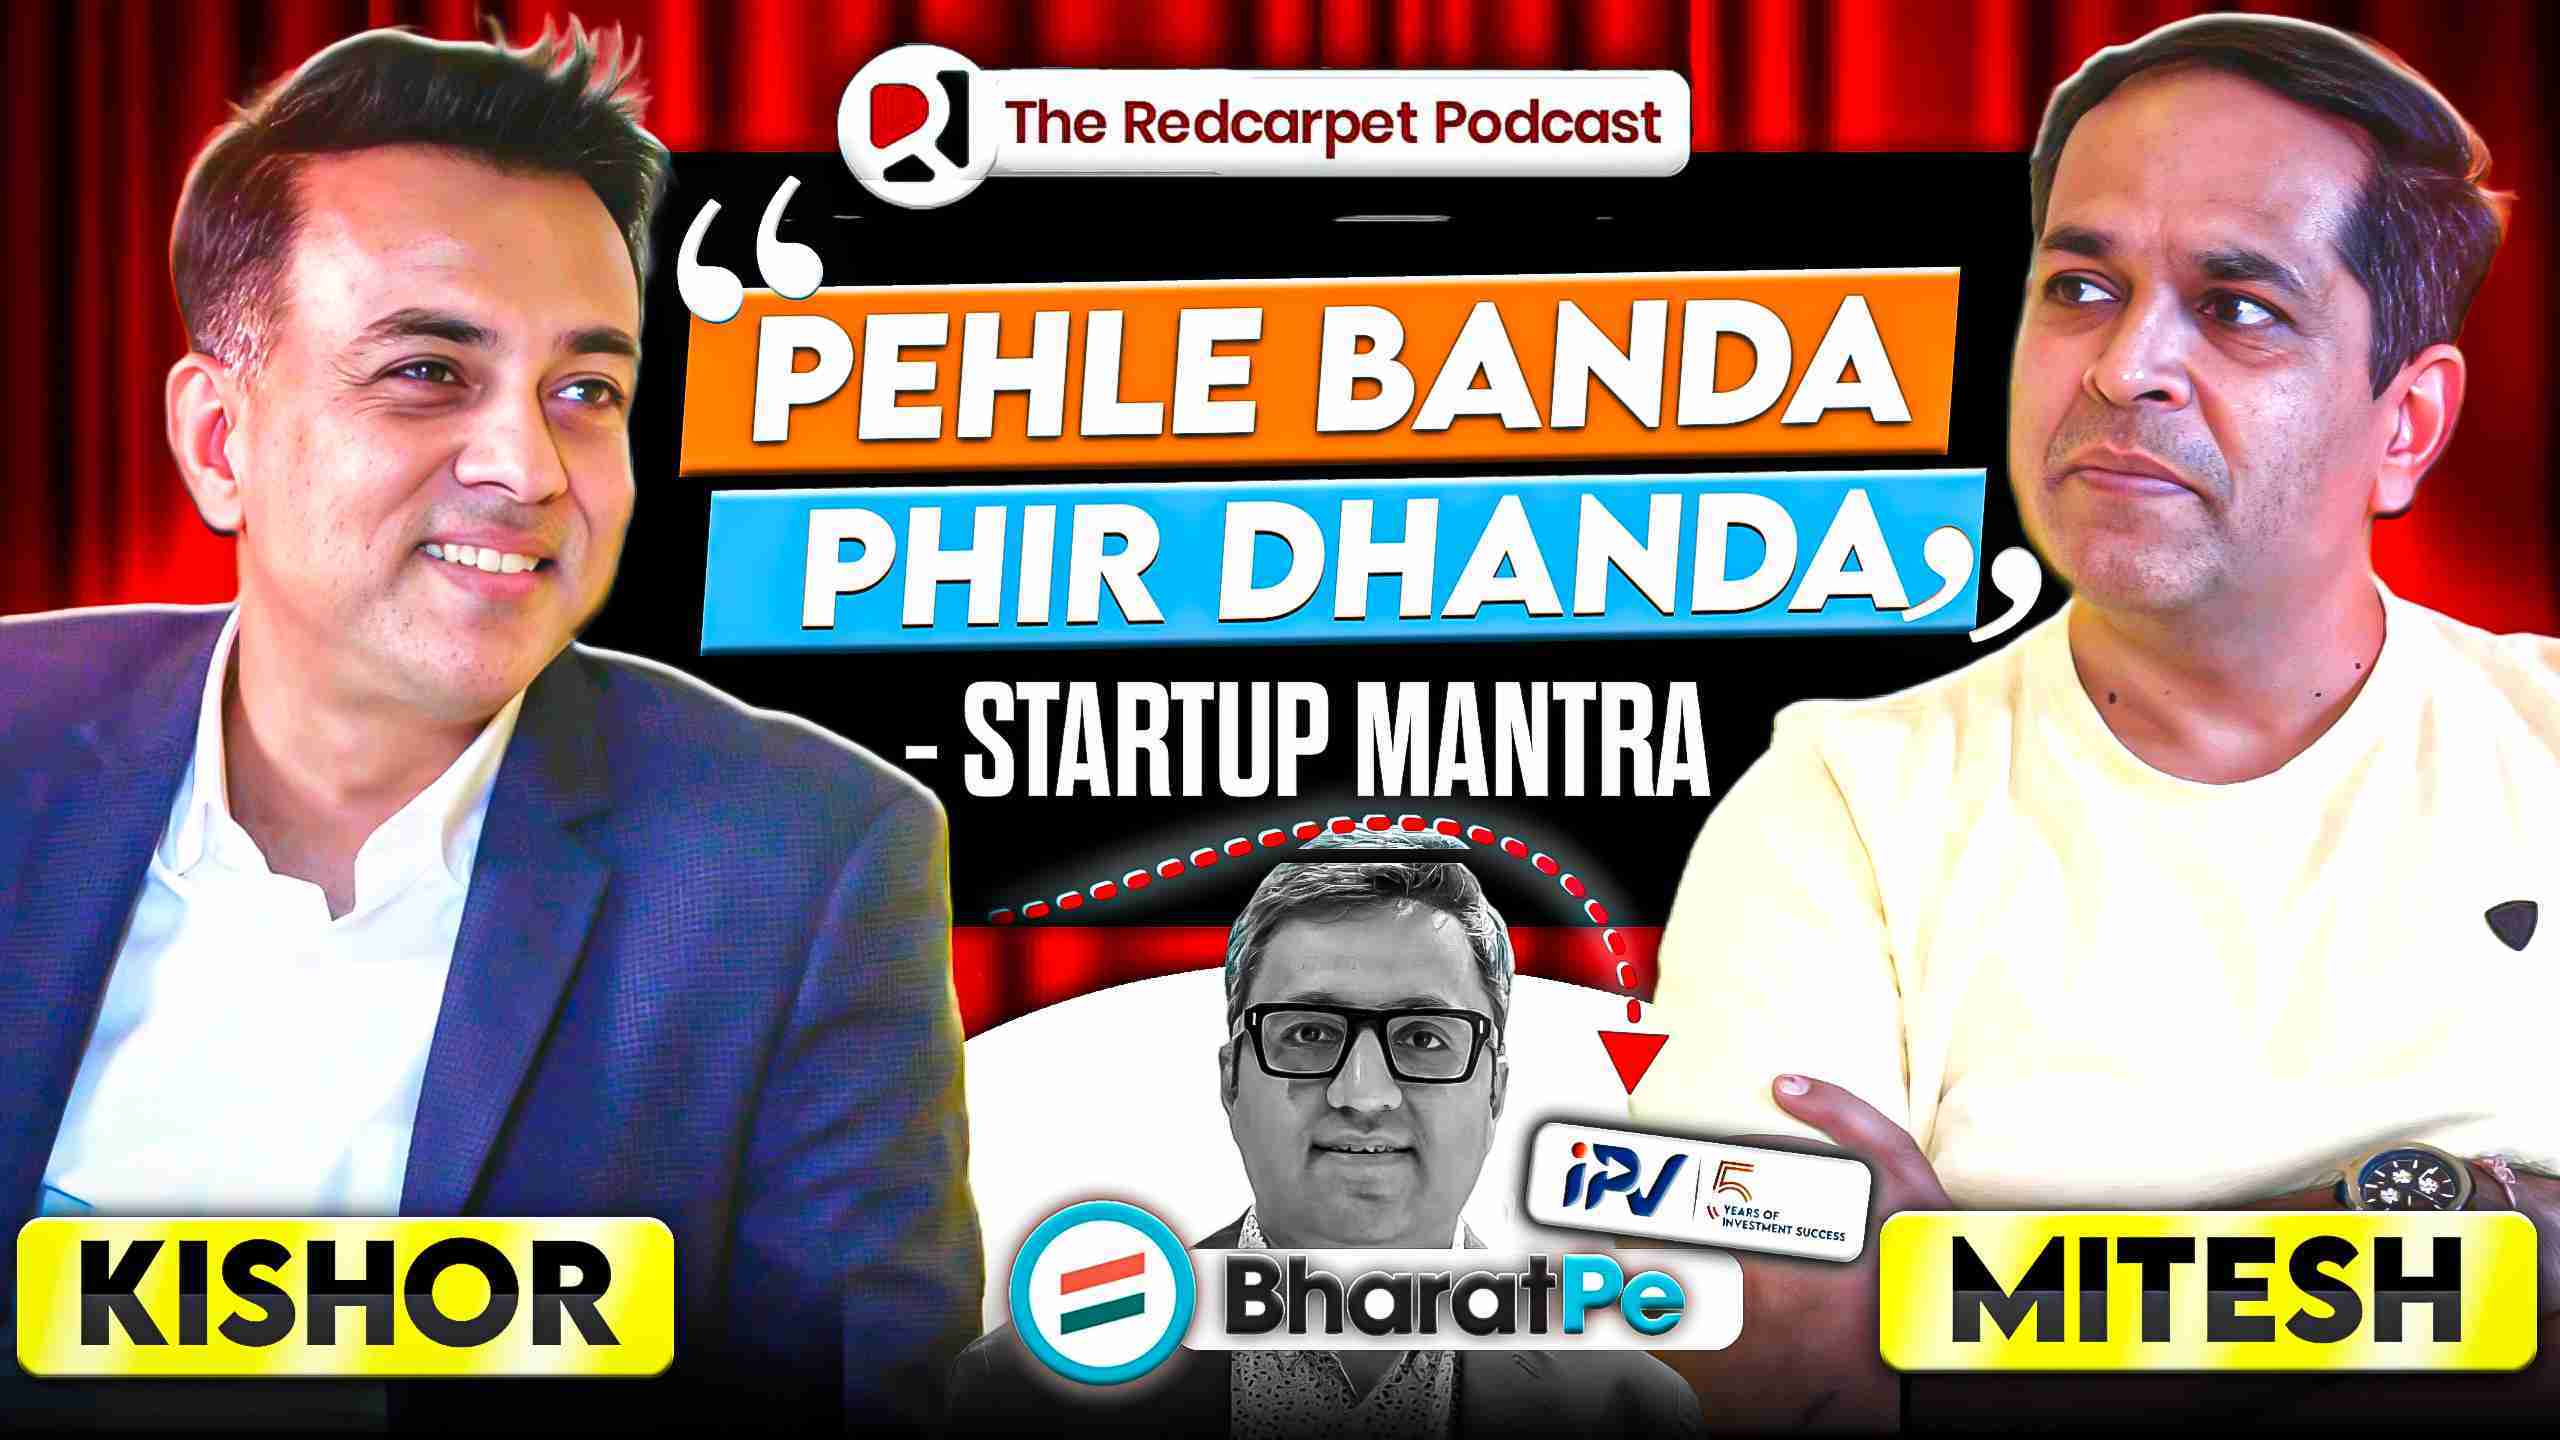 The Redcarpet Podcast
“PEHLE BANDA
PHIR DHANDA”
- STARTUP MANTRA
iPV
5
YEARS OF
INVESTMENT SUCCESS
BharatPe
KISHOR
MITESH